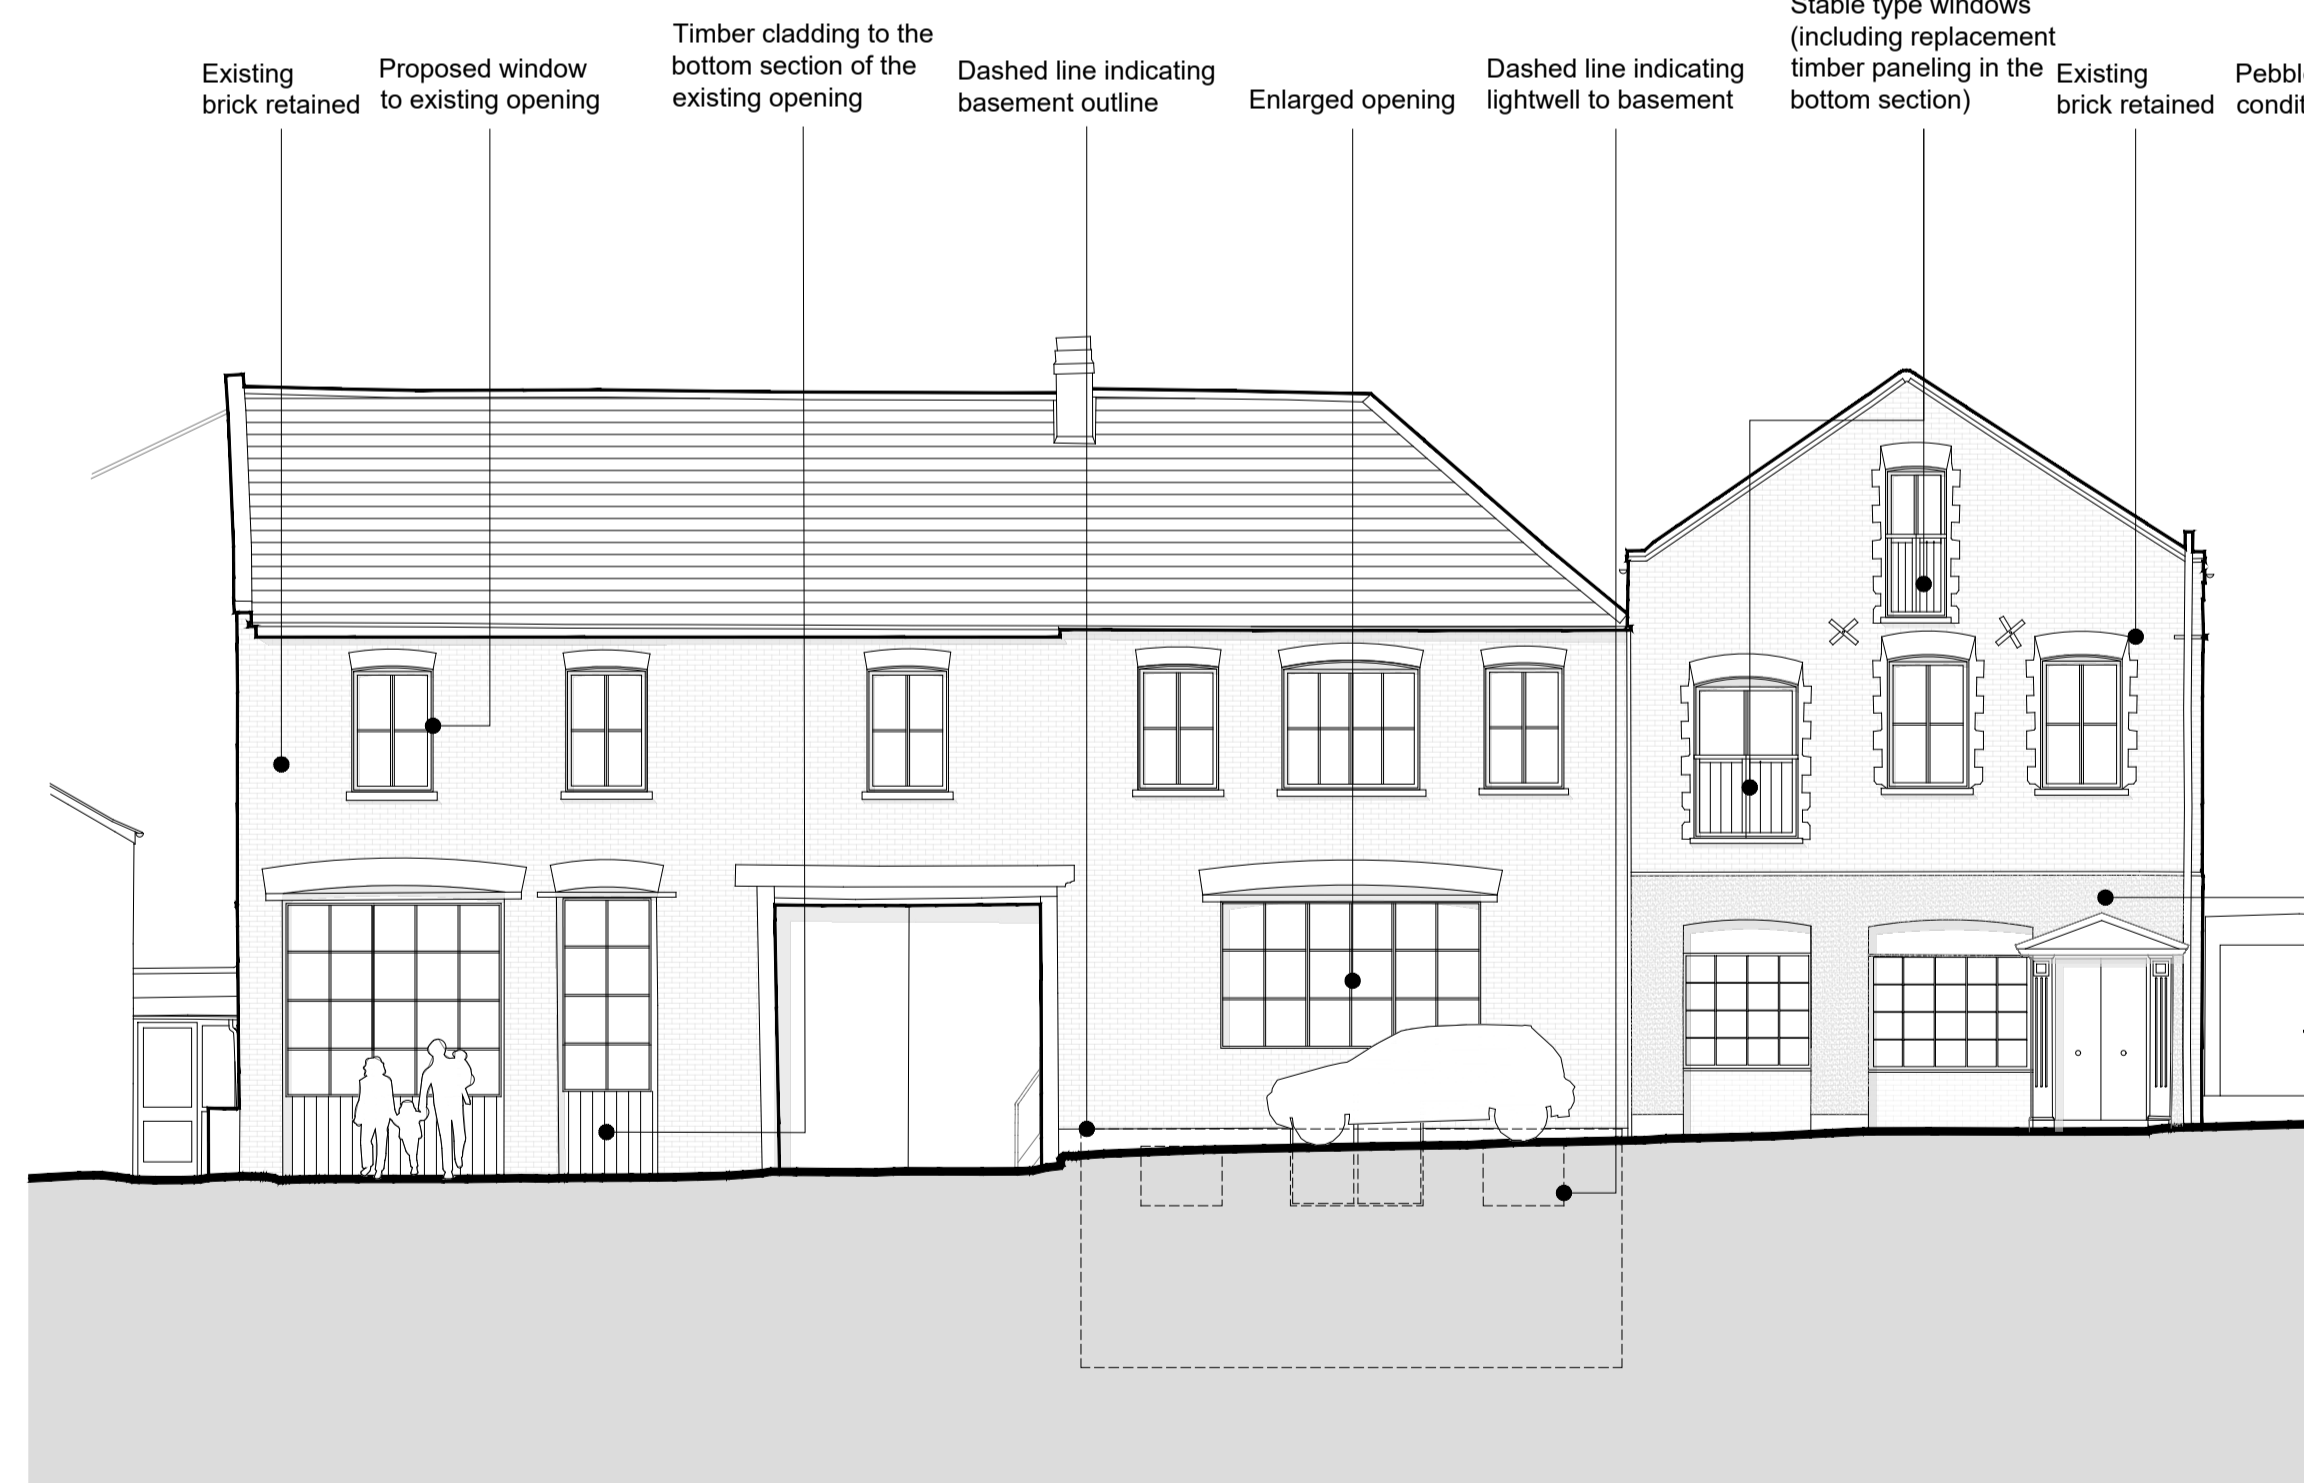 Existing
brick retained
Proposed window
to existing opening
Timber cladding to the
bottom section of the
existing opening
Dashed line indicating
basement outline
Enlarged opening
Dashed line indicating
lightwell to basement
Stable type windows
(including replacement
timber paneling in the
bottom section)
Existing
brick retained